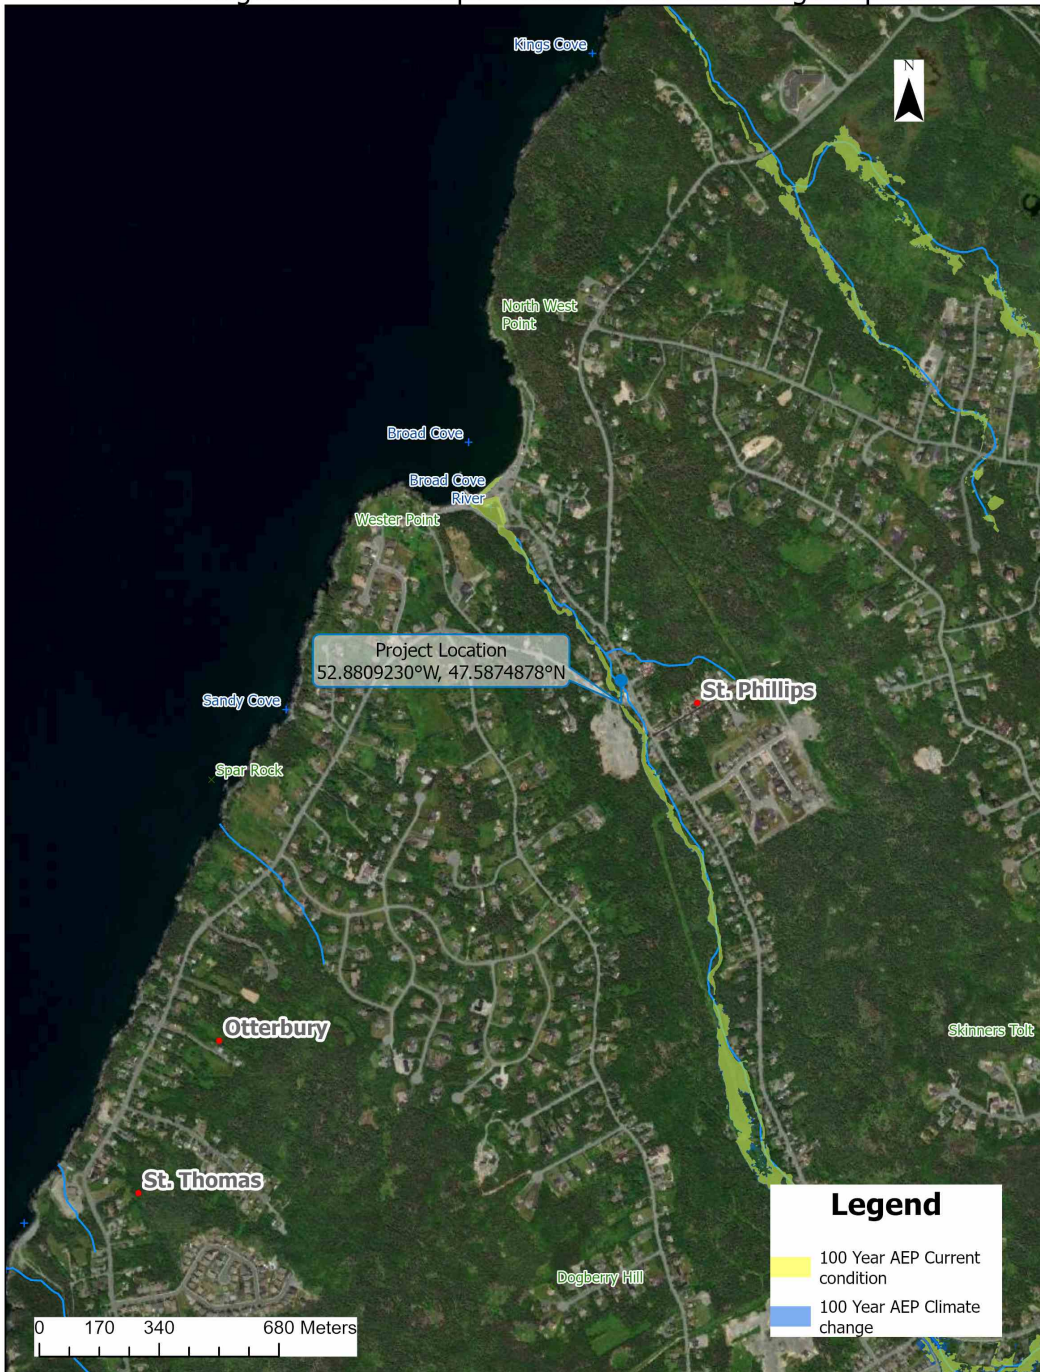 Kings Cove
N
North West
Point
Broad Cove
Broad Cove
River
Wester Point
Project Location
52.8809230°W, 47.5874878°N
St. Phillips
Sandy Cove
Spar Rock
Otterbury
Skinners Tolt
St. Thomas
Legend
100 Year AEP Current
condition
100 Year AEP Climate
change
Dogberry Hill
0 170 340 680 Meters